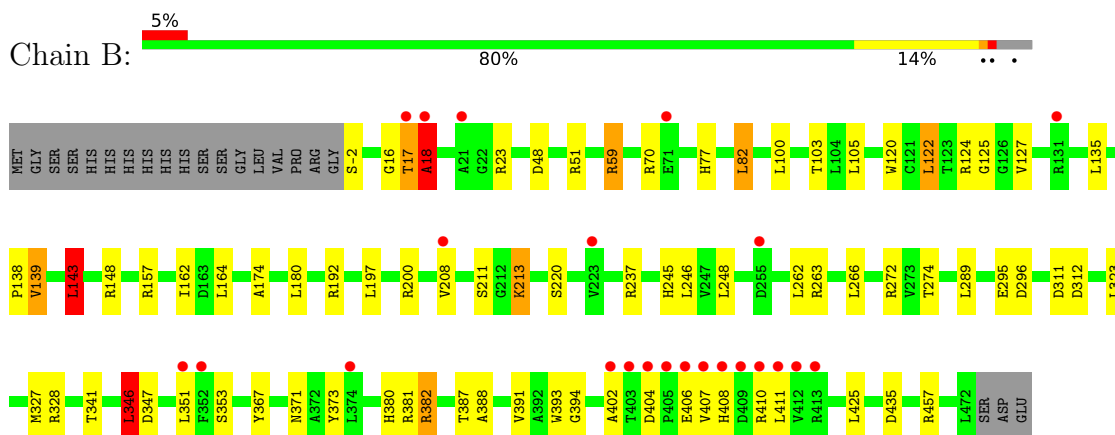 5%
Chain B:
80% 14% •• •
MET GLY SER SER HIS HIS HIS HIS HIS HIS SER SER GLY LEU VAL PRO ARG GLY S-2 G16 T17 A18 A21 G22 R23 D48 R51 R59 R70 E71 H77 L82 L100 T103 L104 L105 W120 C121 L122 T123 R124 G125 G126 V127 R131 L135
P138 V139 L143 R148 R157 I162 D163 L164 A174 L180 R192 L197 R200 V208 S211 G212 K213 S220 V223 R237 H245 L246 V247 L248 D255 L262 R263 L266 R272 V273 T274 L289 E295 D296 D311 D312 L323
M327 R328 T341 L346 D347 L351 F352 S353 Y367 N371 A372 Y373 L374 H380 R381 R382 T387 A388 V391 A392 W393 G394 A402 T403 D404 P405 E406 V407 H408 D409 R410 L411 V412 R413 L425 D435 R457 L472 SER ASP GLU